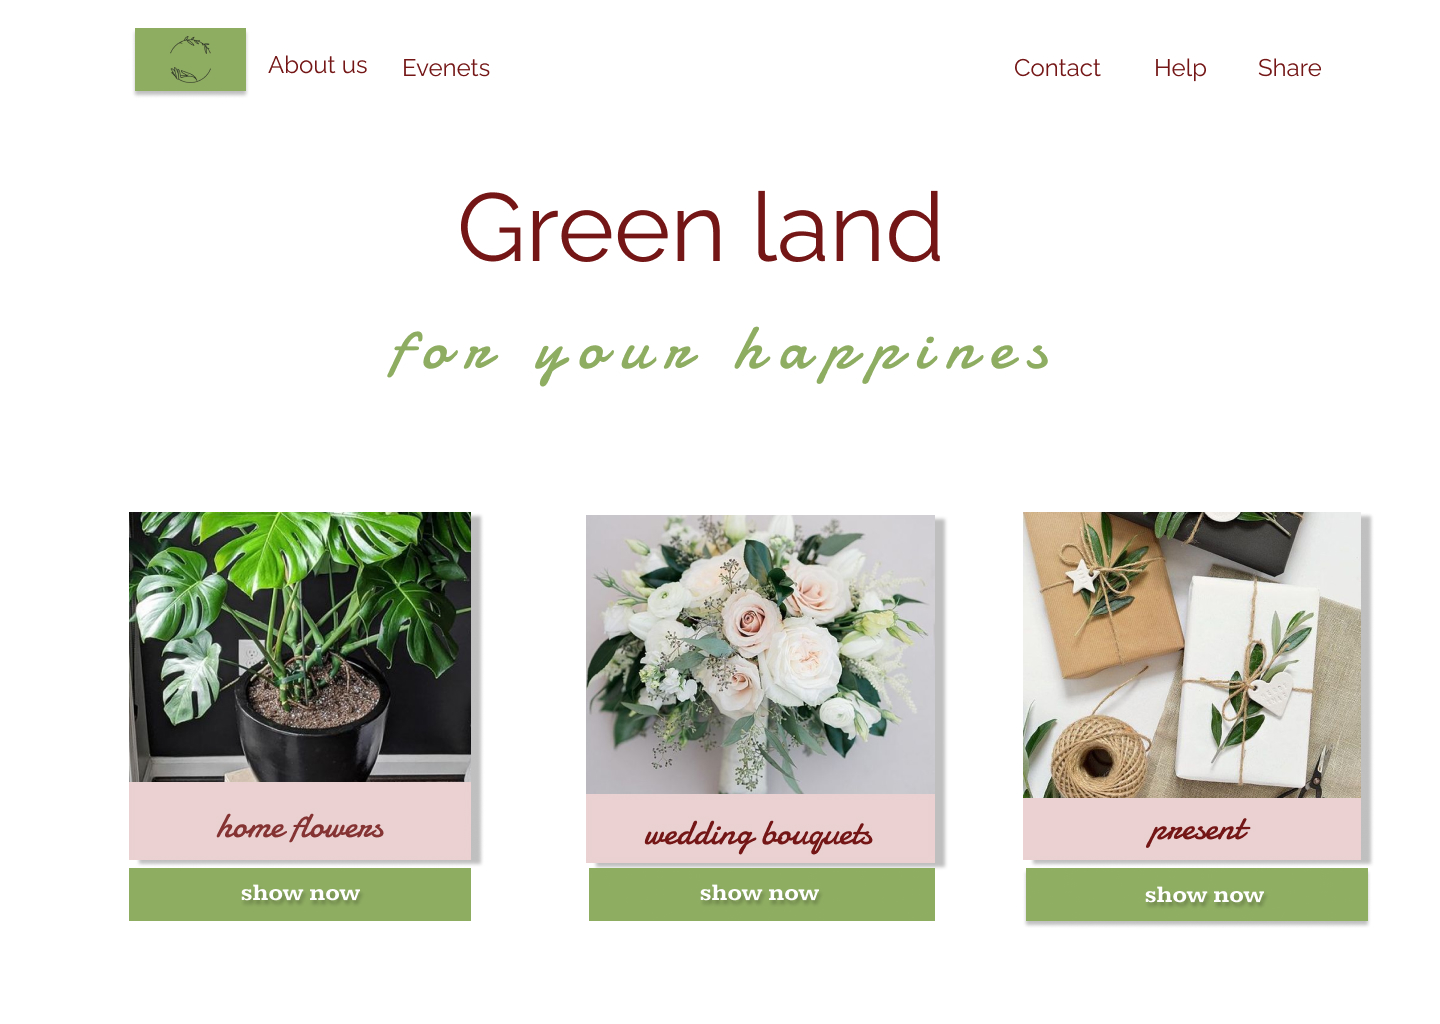 About us Evenets Contact Help Share
Green land
for your happines
home flowers wedding bouquets present
show now show now show now